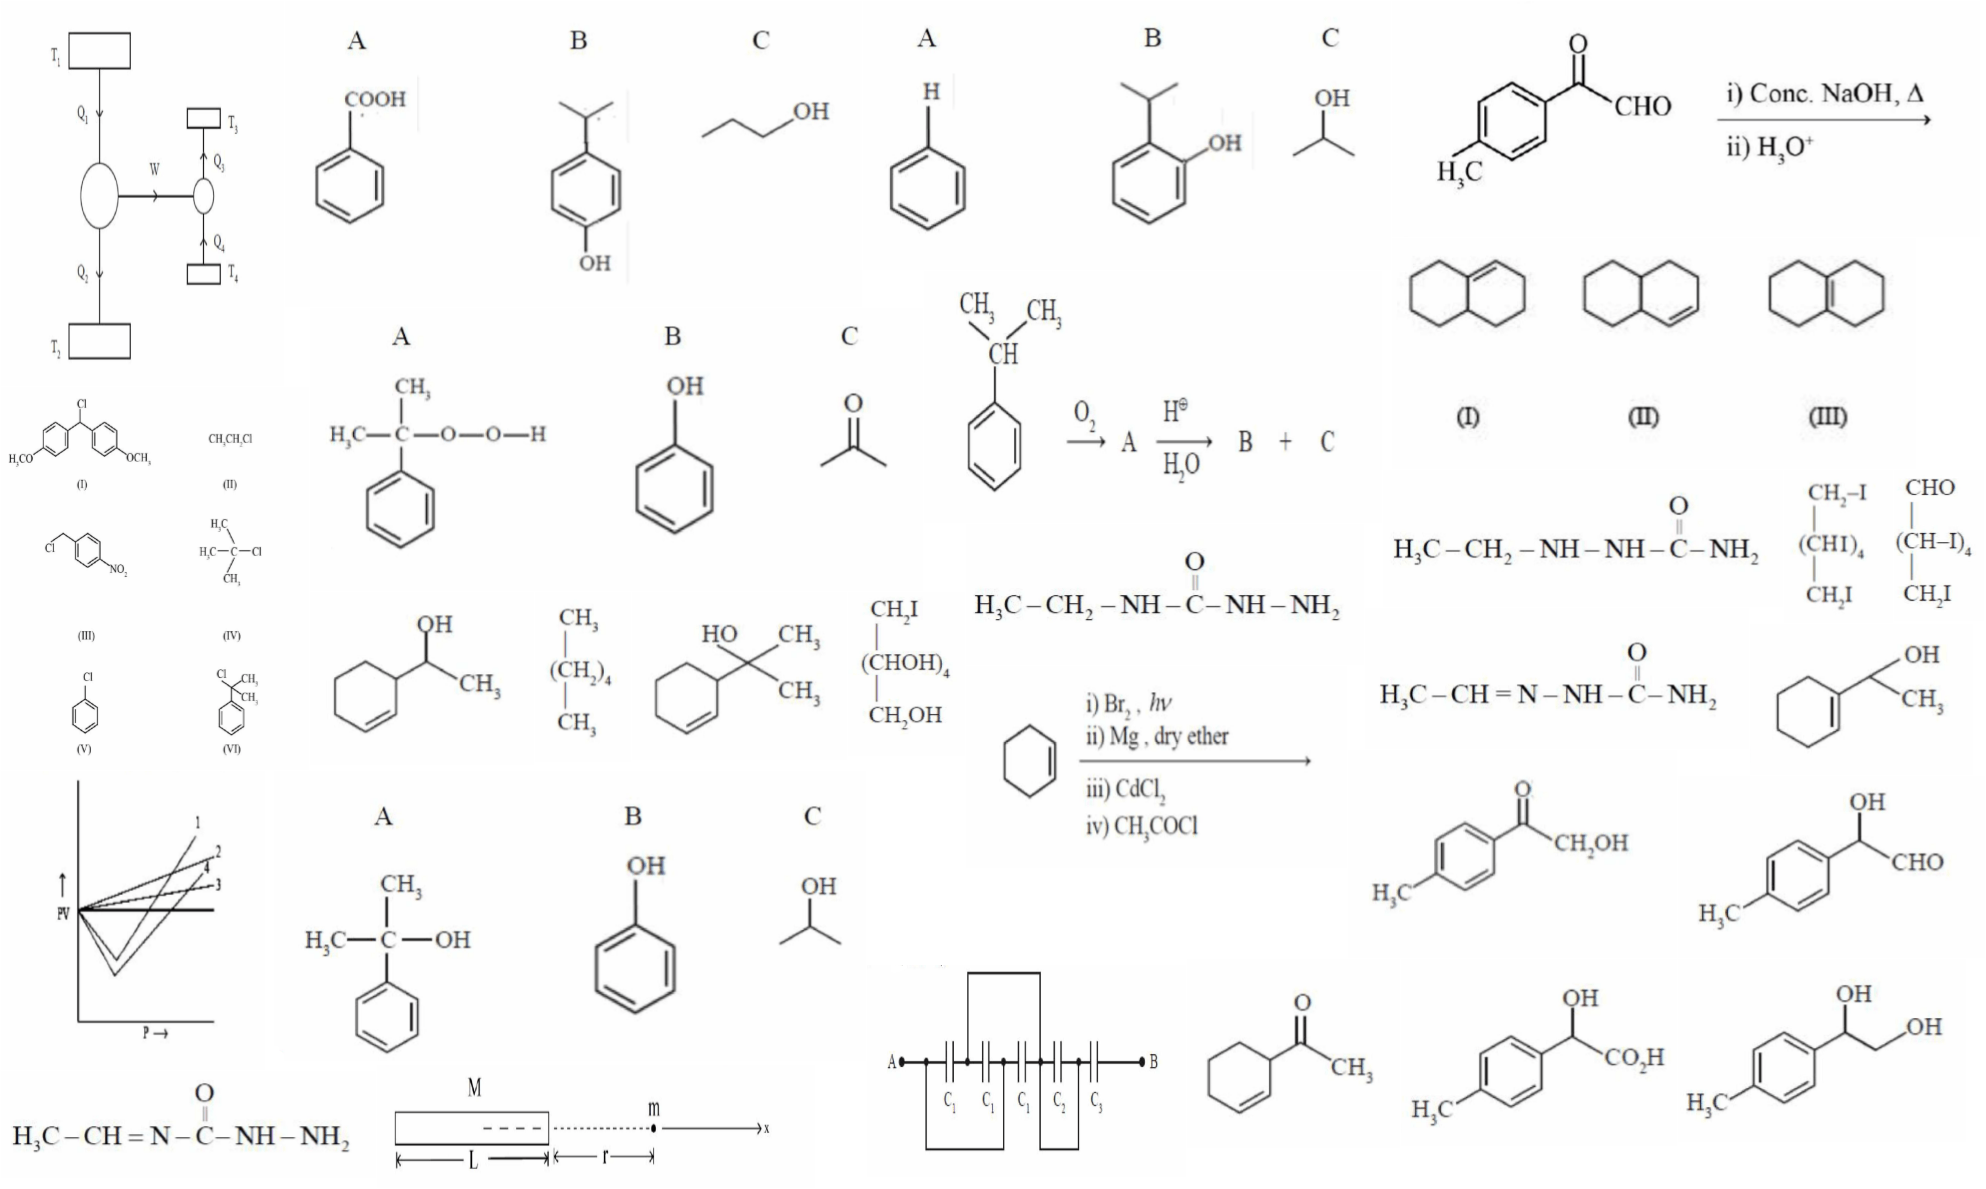 T₁
Q₁
W
Q₂
T₂
T₃
Q₃
Q₄
T₄
A B C
COOH
OH
OH
A B C
H
OH
OH
O
CHO
H₃C
i) Conc. NaOH, Δ
ii) H₃O⁺
(I) (II) (III)
A B C
CH₃
H₃C–C–O–O–H
OH
O
CH₃ CH₃
CH
O₂ → A
H⊕
H₂O
→ B + C
Cl
H₃CO OCH₃
(I)
CH₃CH₂Cl
(II)
Cl
NO₂
(III)
H₃C
H₃C–C–Cl
CH₃
(IV)
Cl
(V)
Cl CH₃
CH₃
(VI)
O
H₃C–CH₂–NH–NH–C–NH₂
CH₂–I
(CHI)₄
CH₂I
CHO
(CH–I)₄
CH₂I
OH
CH₃
CH₃
(CH₂)₄
CH₃
HO CH₃
CH₃
CH₂I
(CHOH)₄
CH₂OH
O
H₃C–CH₂–NH–C–NH–NH₂
i) Br₂, hν
ii) Mg, dry ether
iii) CdCl₂
iv) CH₃COCl
O
H₃C–CH=N–NH–C–NH₂
OH
CH₃
O
CH₂OH
H₃C
OH
CHO
H₃C
1
2
4
3
PV
P →
A B C
CH₃
H₃C–C–OH
OH
OH
A B
C₁ C₁ C₁ C₂ C₃
O
CH₃
OH
CO₂H
H₃C
OH
OH
H₃C
O
H₃C–CH=N–C–NH–NH₂
M
m
x
L
r